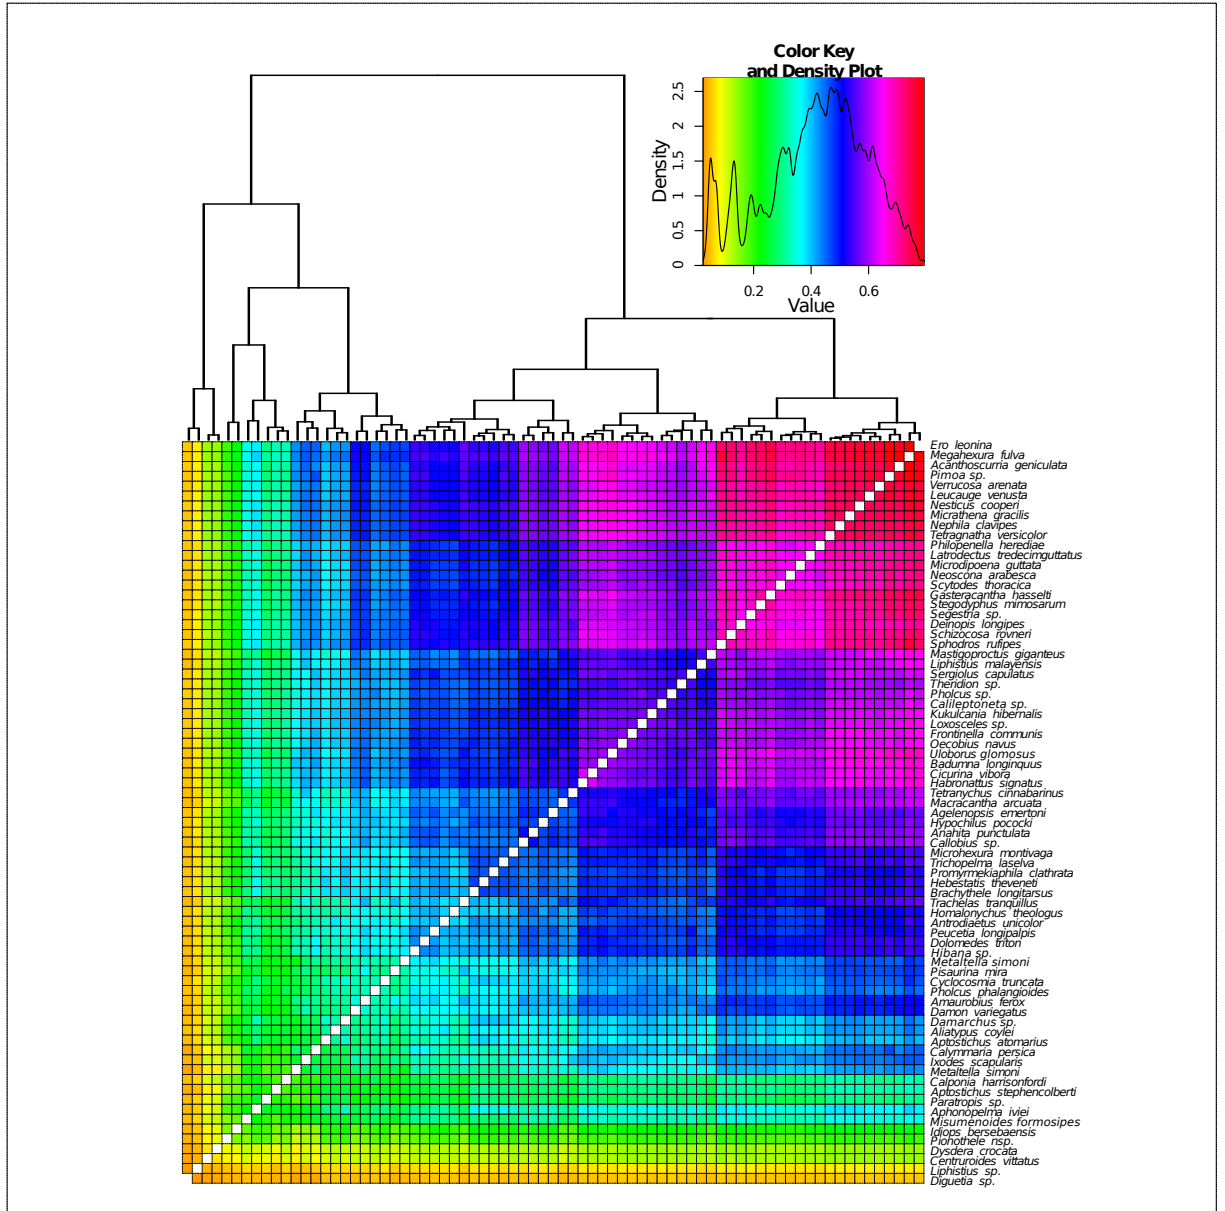 Color Key
and Density Plot
Density
0
0.5
1
1.5
2
2.5
0.2
0.4
0.6
Value
Ero leonina
Megahexura fulva
Acanthoscurria geniculata
Pimoa sp.
Verrucosa arenata
Leucauge venusta
Nesticus cooperi
Micrathena gracilis
Nephila clavipes
Tetragnatha versicolor
Philopenella herediae
Latrodectus tredecimguttatus
Microdipoena guttata
Neoscona arabesca
Scytodes thoracica
Gasteracantha hasselti
Stegodyphus mimosarum
Segestria sp.
Deinopis longipes
Schizocosa rovneri
Sphodros rufipes
Mastigoproctus giganteus
Liphistius malayensis
Sergiolus capulatus
Theridion sp.
Pholcus sp.
Calileptoneta sp.
Kukulcania hibernalis
Loxosceles sp.
Frontinella communis
Oecobius navus
Uloborus glomosus
Badumna longinquus
Cicurina vibora
Habronattus signatus
Tetranychus cinnabarinus
Macracantha arcuata
Agelenopsis emertoni
Hypochilus pococki
Anahita punctulata
Callobius sp.
Microhexura montivaga
Trichopelma laselva
Promyrmekiaphila clathrata
Hebestatis theveneti
Brachythele longitarsus
Trachelas tranquillus
Homalonychus theologus
Antrodiaetus unicolor
Peucetia longipalpis
Dolomedes triton
Hibana sp.
Metaltella simoni
Pisaurina mira
Cyclocosmia truncata
Pholcus phalangioides
Amaurobius ferox
Damon variegatus
Damarchus sp.
Aliatypus coylei
Aptostichus atomarius
Calymmaria persica
Ixodes scapularis
Metaltella simoni
Calponia harrisonfordi
Aptostichus stephencolberti
Paratropis sp.
Aphonopelma iviei
Misumenoides formosipes
Idiops bersebaensis
Pionothele nsp.
Dysdera crocata
Centruroides vittatus
Liphistius sp.
Diguetia sp.